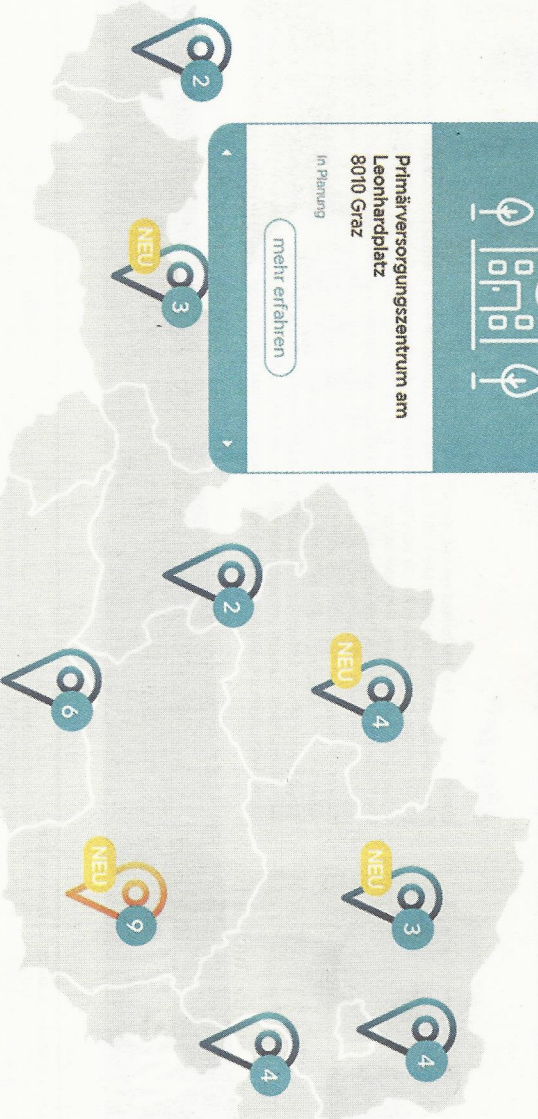 Primärversorgungszentrum am
Leonhardplatz
8010 Graz
In Planung
mehr erfahren
4
3
NEU
4
NEU
4
2
2
3
NEU
9
NEU
6